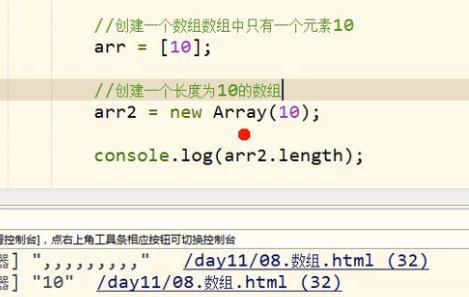 //创建一个数组数组中只有一个元素10
arr = [10];
//创建一个长度为10的数组
arr2 = new Array(10);
console.log(arr2.length);
控制台],点右上角工具条相应按钮可切换控制台
器] ",,,,,,,,," /day11/08.数组.html (32)
器] "10" /day11/08.数组.html (32)